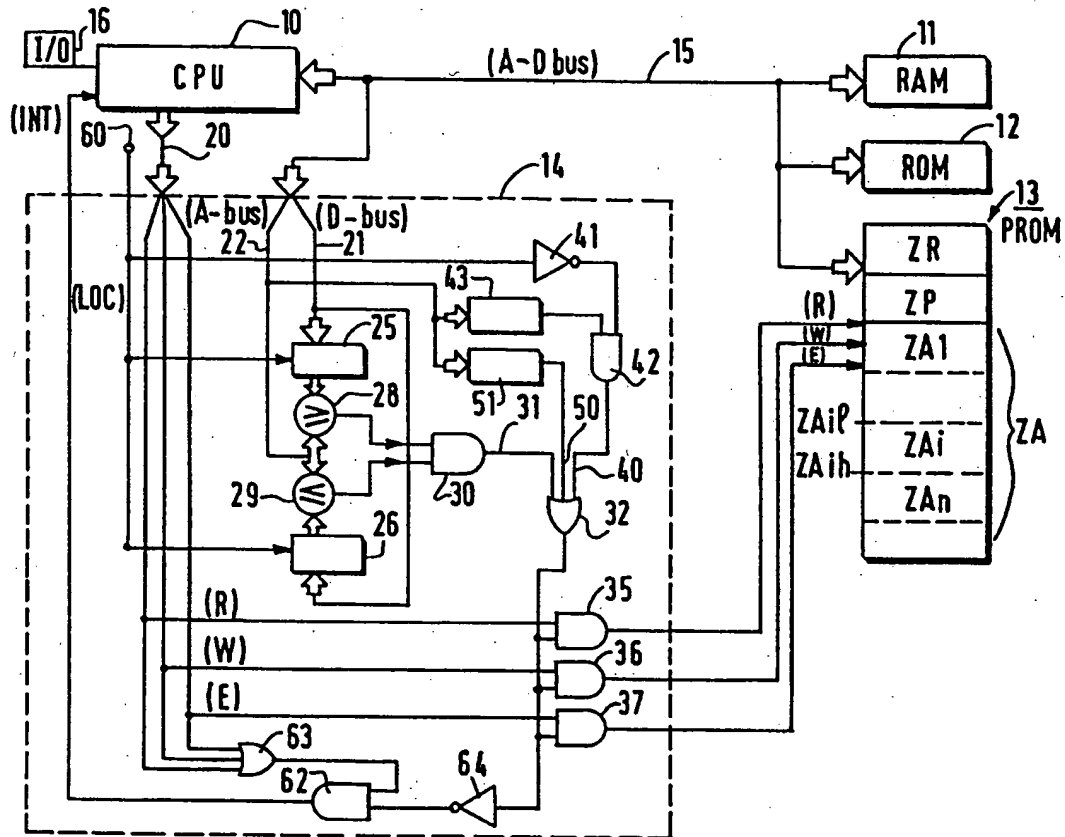 16
10
11
I/O
CPU
(A-D bus)
15
RAM
(INT)
60
20
12
ROM
14
13
PROM
(A-bus)
(D-bus)
22
21
41
ZR
(LOC)
43
ZP
25
(R)
(W)
(E)
ZA1
42
28
51
31
50
ZAil
ZAi
ZA
ZAih
≥
≤
29
30
40
32
ZAn
26
35
(R)
36
(W)
37
(E)
63
62
64